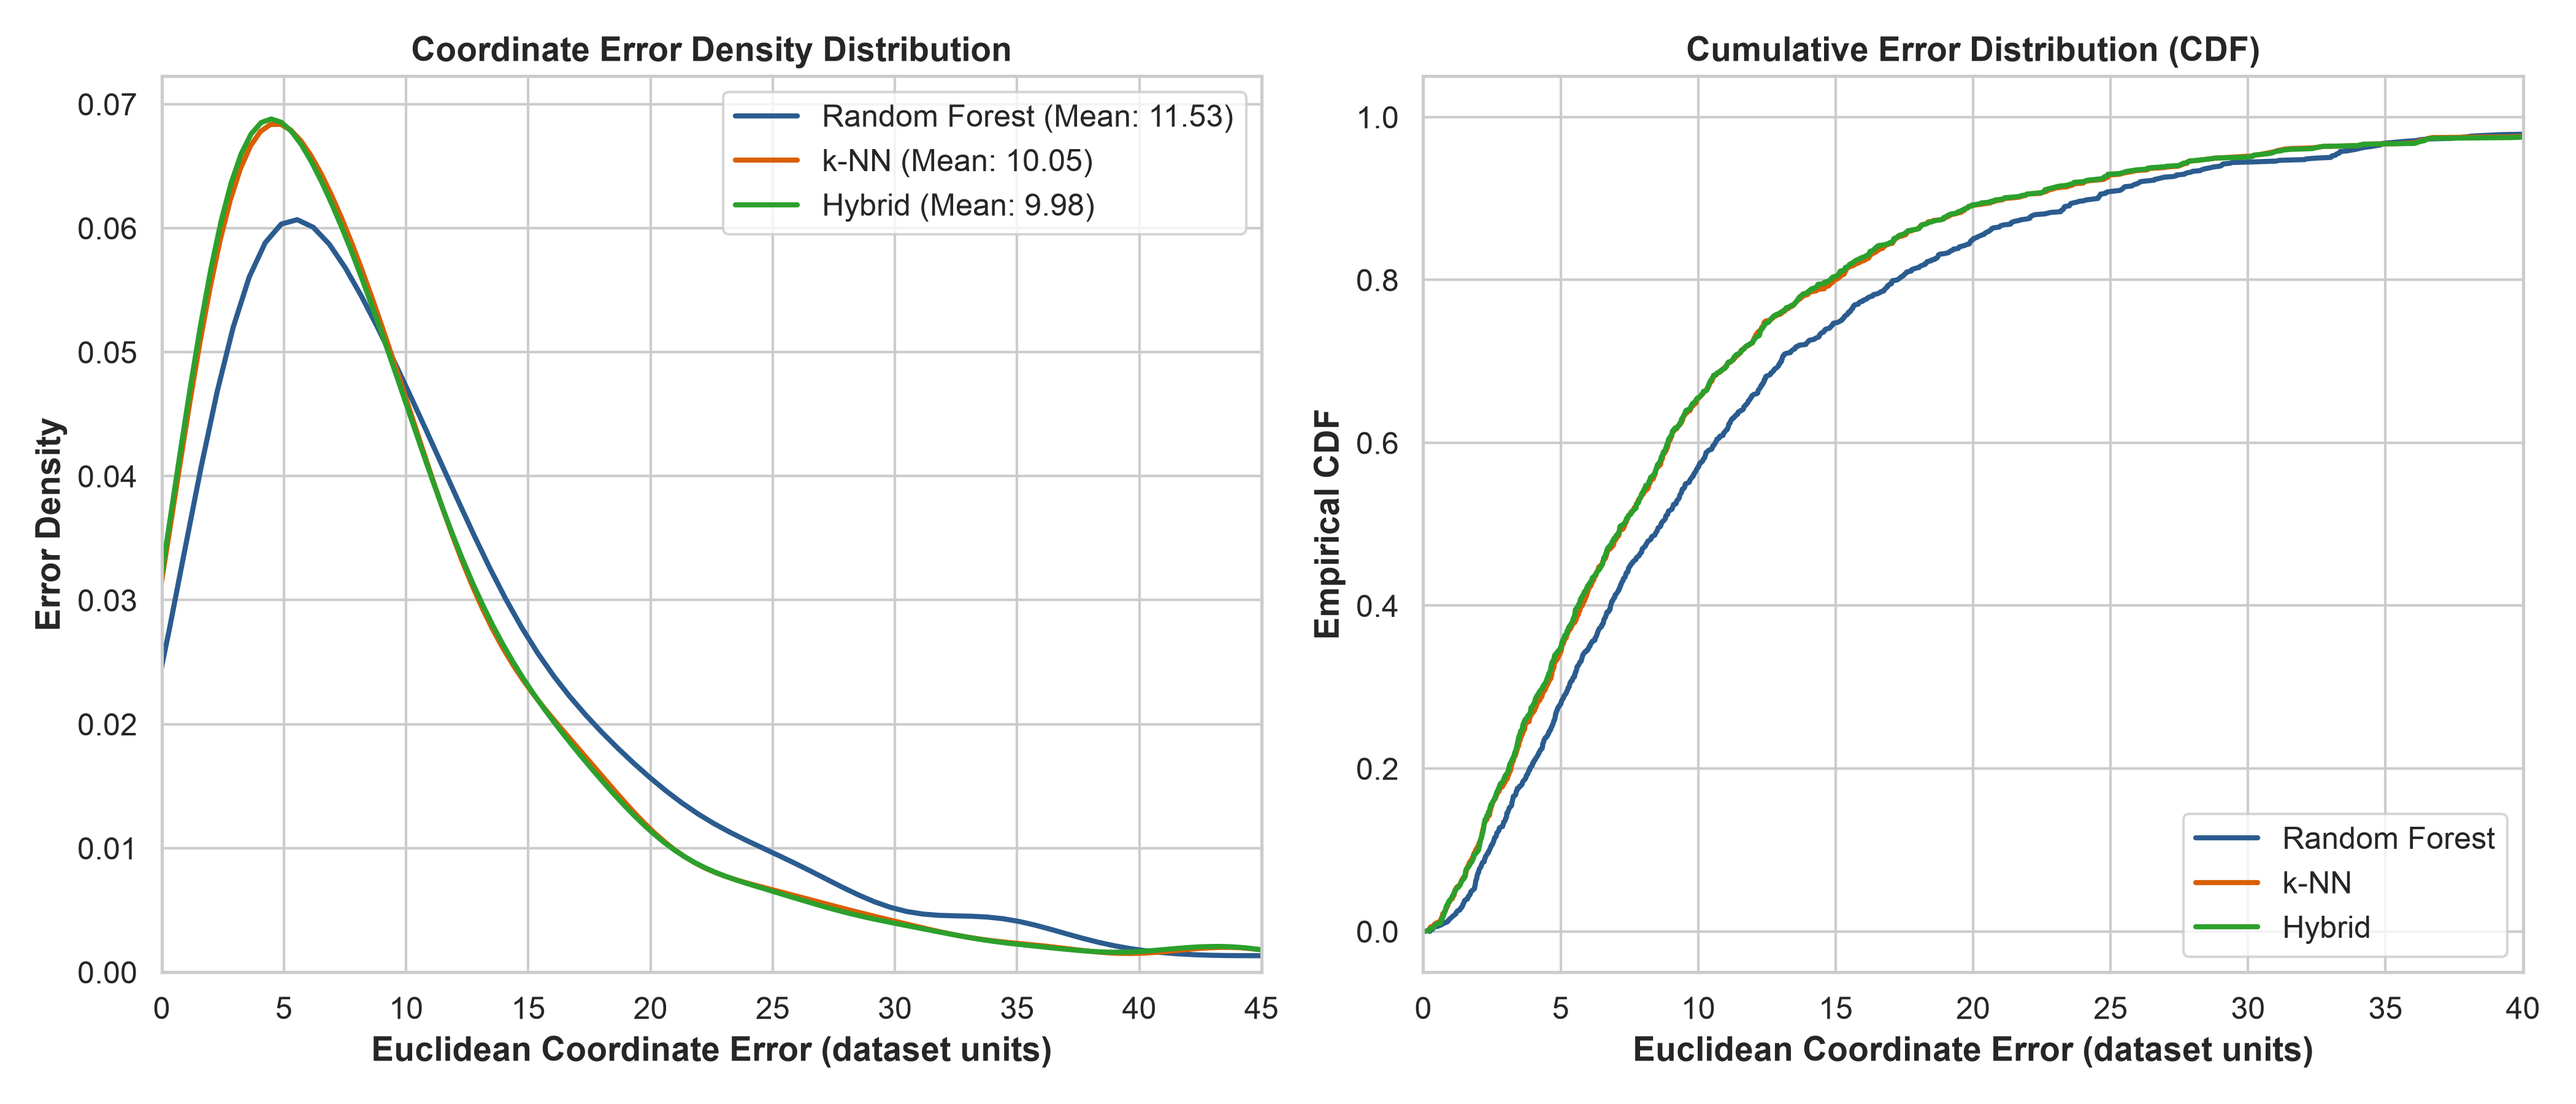 Coordinate Error Density Distribution
0.07
0.06
0.05
0.04
0.03
0.02
0.01
0.00
Error Density
Random Forest (Mean: 11.53)
k-NN (Mean: 10.05)
Hybrid (Mean: 9.98)
0 5 10 15 20 25 30 35 40 45
Euclidean Coordinate Error (dataset units)
Cumulative Error Distribution (CDF)
1.0
0.8
0.6
0.4
0.2
0.0
Empirical CDF
Random Forest
k-NN
Hybrid
0 5 10 15 20 25 30 35 40
Euclidean Coordinate Error (dataset units)